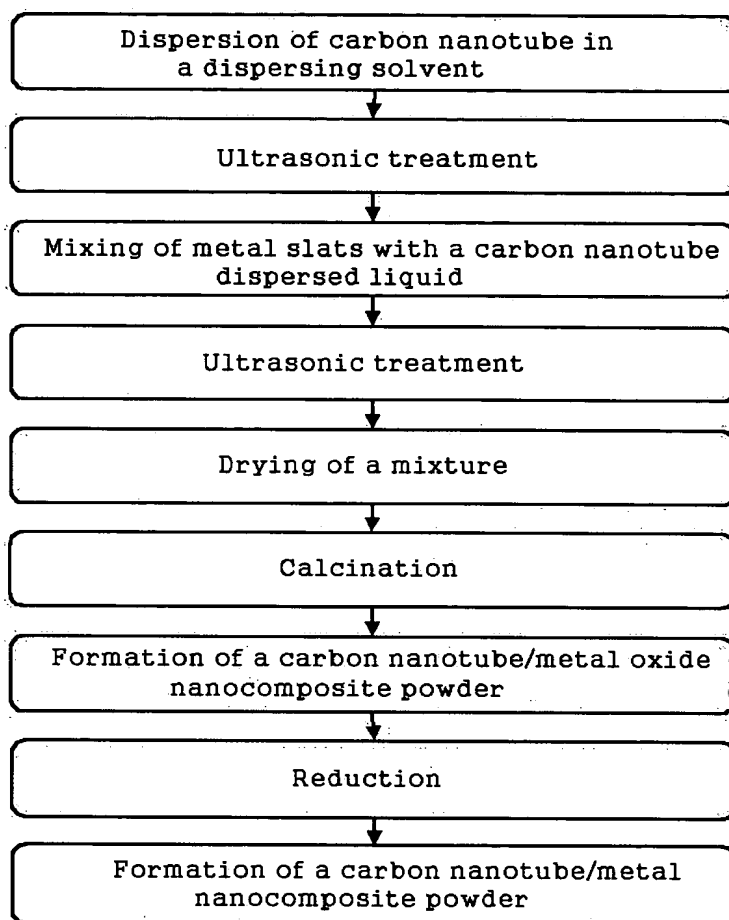 Dispersion of carbon nanotube in
a dispersing solvent
Ultrasonic treatment
Mixing of metal slats with a carbon nanotube
dispersed liquid
Ultrasonic treatment
Drying of a mixture
Calcination
Formation of a carbon nanotube/metal oxide
nanocomposite powder
Reduction
Formation of a carbon nanotube/metal
nanocomposite powder